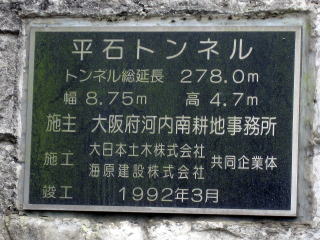 平石トンネル
トンネル総延長 278.0m
幅 8.75m 高 4.7m
施主 大阪府河内南耕地事務所
施工 大日本土木株式会社 共同企業体
海原建設株式会社
竣工 1992年3月